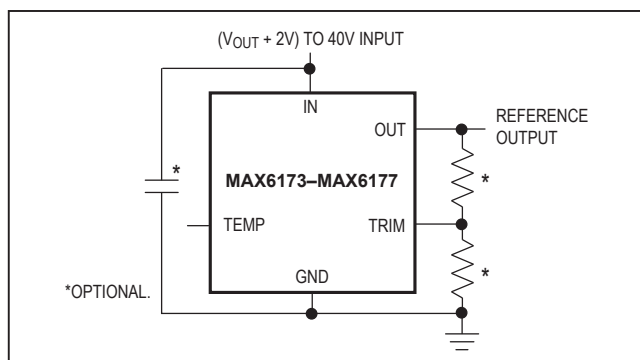 (VOUT + 2V) TO 40V INPUT
IN
OUT
REFERENCE
OUTPUT
*
*
MAX6173–MAX6177
TEMP
TRIM
GND
*
*OPTIONAL.